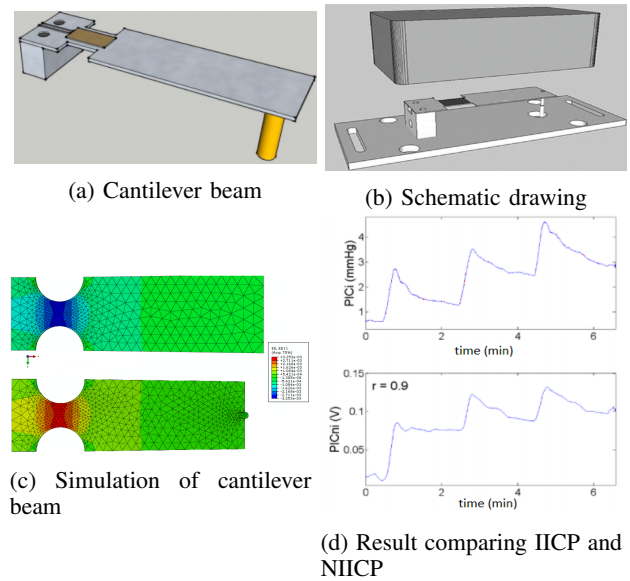 (a) Cantilever beam
(b) Schematic drawing
(c) Simulation of cantilever
beam
PICi (mmHg)
4
3
2
1
0
2
4
6
time (min)
r = 0.9
PICni (V)
0.15
0.1
0.05
0
2
4
6
time (min)
(d) Result comparing IICP and
NIICP